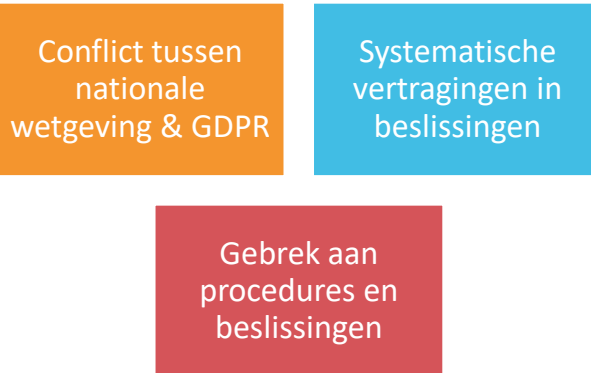 Conflict tussen
nationale
wetgeving & GDPR
Systematische
vertragingen in
beslissingen
Gebrek aan
procedures en
beslissingen